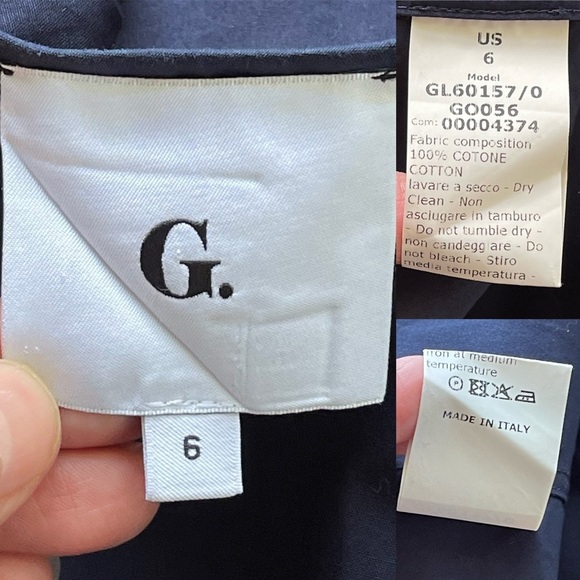 G.
6
US
6
Model
GL60157/0
GO056
Com: 00004374
Fabric composition
100% COTONE
COTTON
lavare a secco - Dry
Clean - Non
asciugare in tamburo
- Do not tumble dry -
non candeggiare - Do
not bleach - Stiro
media temperatura -
iron at medium
temperature
P
MADE IN ITALY